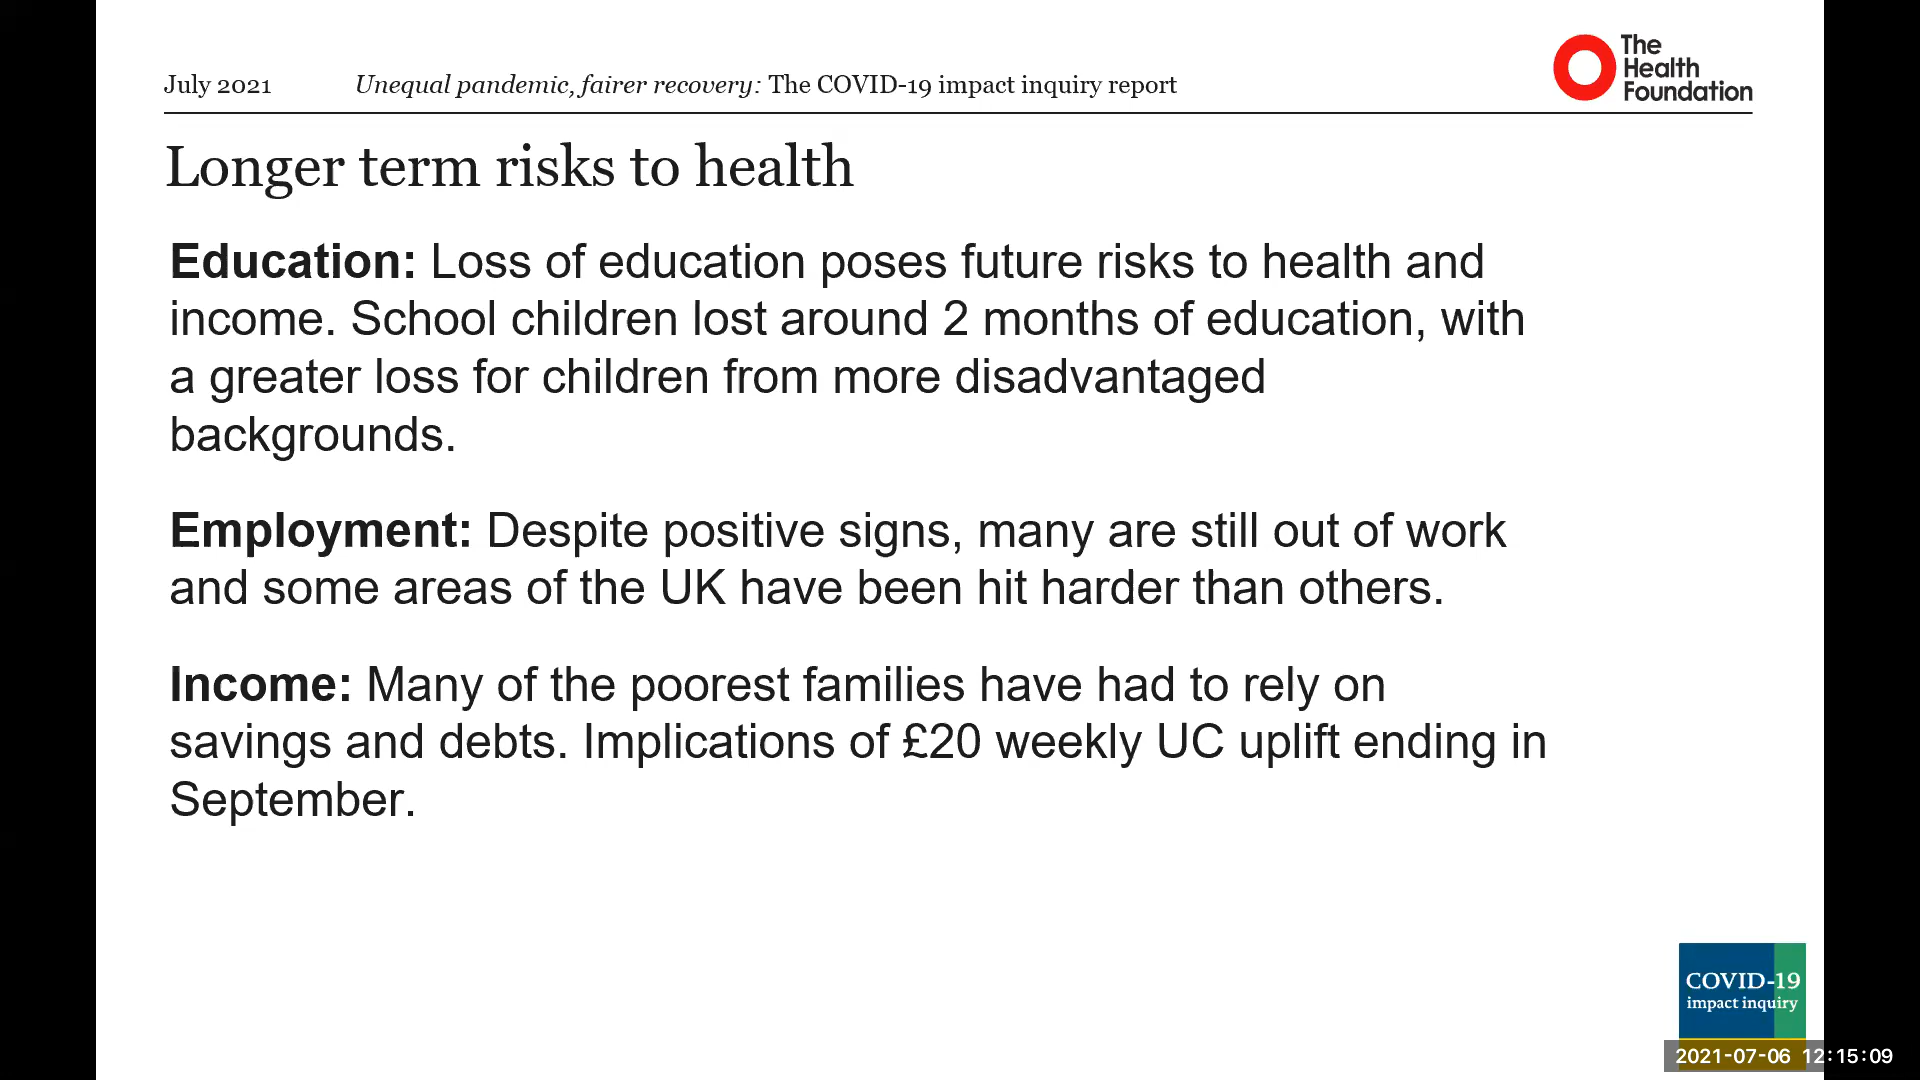 July 2021 Unequal pandemic, fairer recovery: The COVID-19 impact inquiry report
The
Health
Foundation
Longer term risks to health
Education: Loss of education poses future risks to health and
income. School children lost around 2 months of education, with
a greater loss for children from more disadvantaged
backgrounds.
Employment: Despite positive signs, many are still out of work
and some areas of the UK have been hit harder than others.
Income: Many of the poorest families have had to rely on
savings and debts. Implications of £20 weekly UC uplift ending in
September.
COVID-19
impact inquiry
2021-07-06 12:15:09